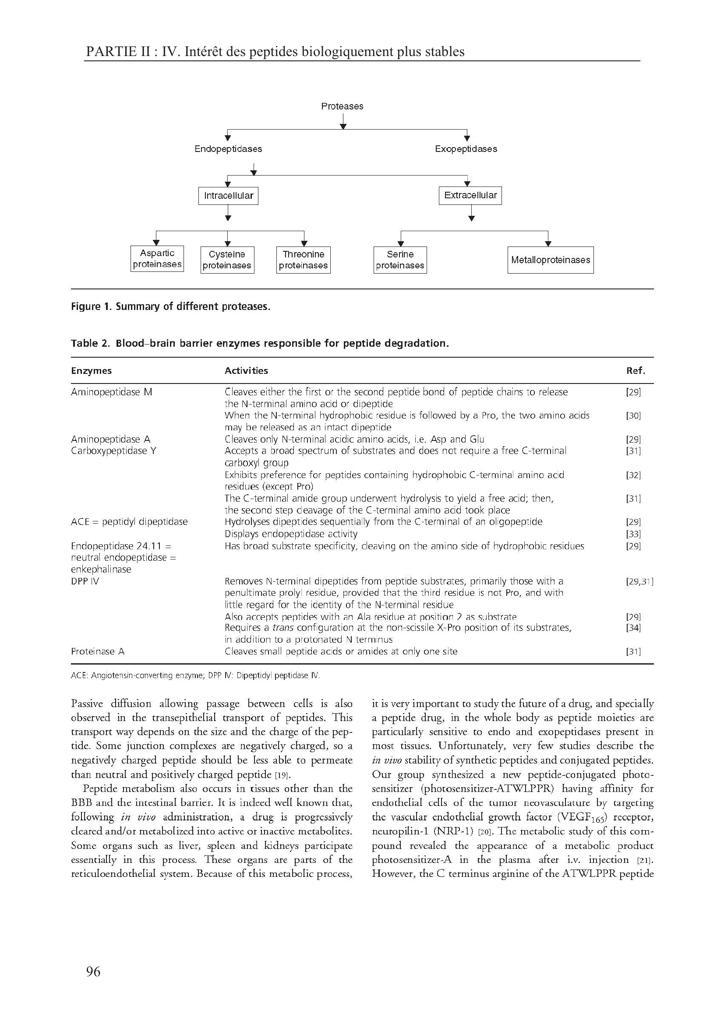 PARTIE II : IV. Intérêt des peptides biologiquement plus stables
Proteases
Endopeptidases
Exopeptidases
Intracellular
Extracellular
Aspartic
proteinases
Cysteine
proteinases
Threonine
proteinases
Serine
proteinases
Metalloproteinases
Figure 1. Summary of different proteases.
Table 2. Blood–brain barrier enzymes responsible for peptide degradation.
Enzymes Activities Ref.
Aminopeptidase M Cleaves either the first or the second peptide bond of peptide chains to release [29]
the N-terminal amino acid or dipeptide
When the N-terminal hydrophobic residue is followed by a Pro, the two amino acids [30]
may be released as an intact dipeptide
Aminopeptidase A Cleaves only N-terminal acidic amino acids, i.e. Asp and Glu [29]
Carboxypeptidase Y Accepts a broad spectrum of substrates and does not require a free C-terminal [31]
carboxyl group
Exhibits preference for peptides containing hydrophobic C-terminal amino acid [32]
residues (except Pro)
The C-terminal amide group underwent hydrolysis to yield a free acid; then, [31]
the second step cleavage of the C-terminal amino acid took place
ACE = peptidyl dipeptidase Hydrolyses dipeptides sequentially from the C-terminal of an oligopeptide [29]
Displays endopeptidase activity [33]
Endopeptidase 24.11 = Has broad substrate specificity, cleaving on the amino side of hydrophobic residues [29]
neutral endopeptidase =
enkephalinase
DPP IV Removes N-terminal dipeptides from peptide substrates, primarily those with a [29,31]
penultimate prolyl residue, provided that the third residue is not Pro, and with
little regard for the identity of the N-terminal residue
Also accepts peptides with an Ala residue at position 2 as substrate [29]
Requires a trans configuration at the non-scissile X-Pro position of its substrates, [34]
in addition to a protonated N terminus
Proteinase A Cleaves small peptide acids or amides at only one site [31]
ACE: Angiotensin-converting enzyme; DPP IV: Dipeptidyl peptidase IV.
Passive diffusion allowing passage between cells is also
observed in the transepithelial transport of peptides. This
transport way depends on the size and the charge of the pep-
tide. Some junction complexes are negatively charged, so a
negatively charged peptide should be less able to permeate
than neutral and positively charged peptide [19].
Peptide metabolism also occurs in tissues other than the
BBB and the intestinal barrier. It is indeed well known that,
following in vivo administration, a drug is progressively
cleared and/or metabolized into active or inactive metabolites.
Some organs such as liver, spleen and kidneys participate
essentially in this process. These organs are parts of the
reticuloendothelial system. Because of this metabolic process,
it is very important to study the future of a drug, and specially
a peptide drug, in the whole body as peptide moieties are
particularly sensitive to endo and exopeptidases present in
most tissues. Unfortunately, very few studies describe the
in vivo stability of synthetic peptides and conjugated peptides.
Our group synthesized a new peptide-conjugated photo-
sensitizer (photosensitizer-ATWLPPR) having affinity for
endothelial cells of the tumor neovasculature by targeting
the vascular endothelial growth factor (VEGF165) receptor,
neuropilin-1 (NRP-1) [20]. The metabolic study of this com-
pound revealed the appearance of a metabolic product
photosensitizer-A in the plasma after i.v. injection [21].
However, the C terminus arginine of the ATWLPPR peptide
96